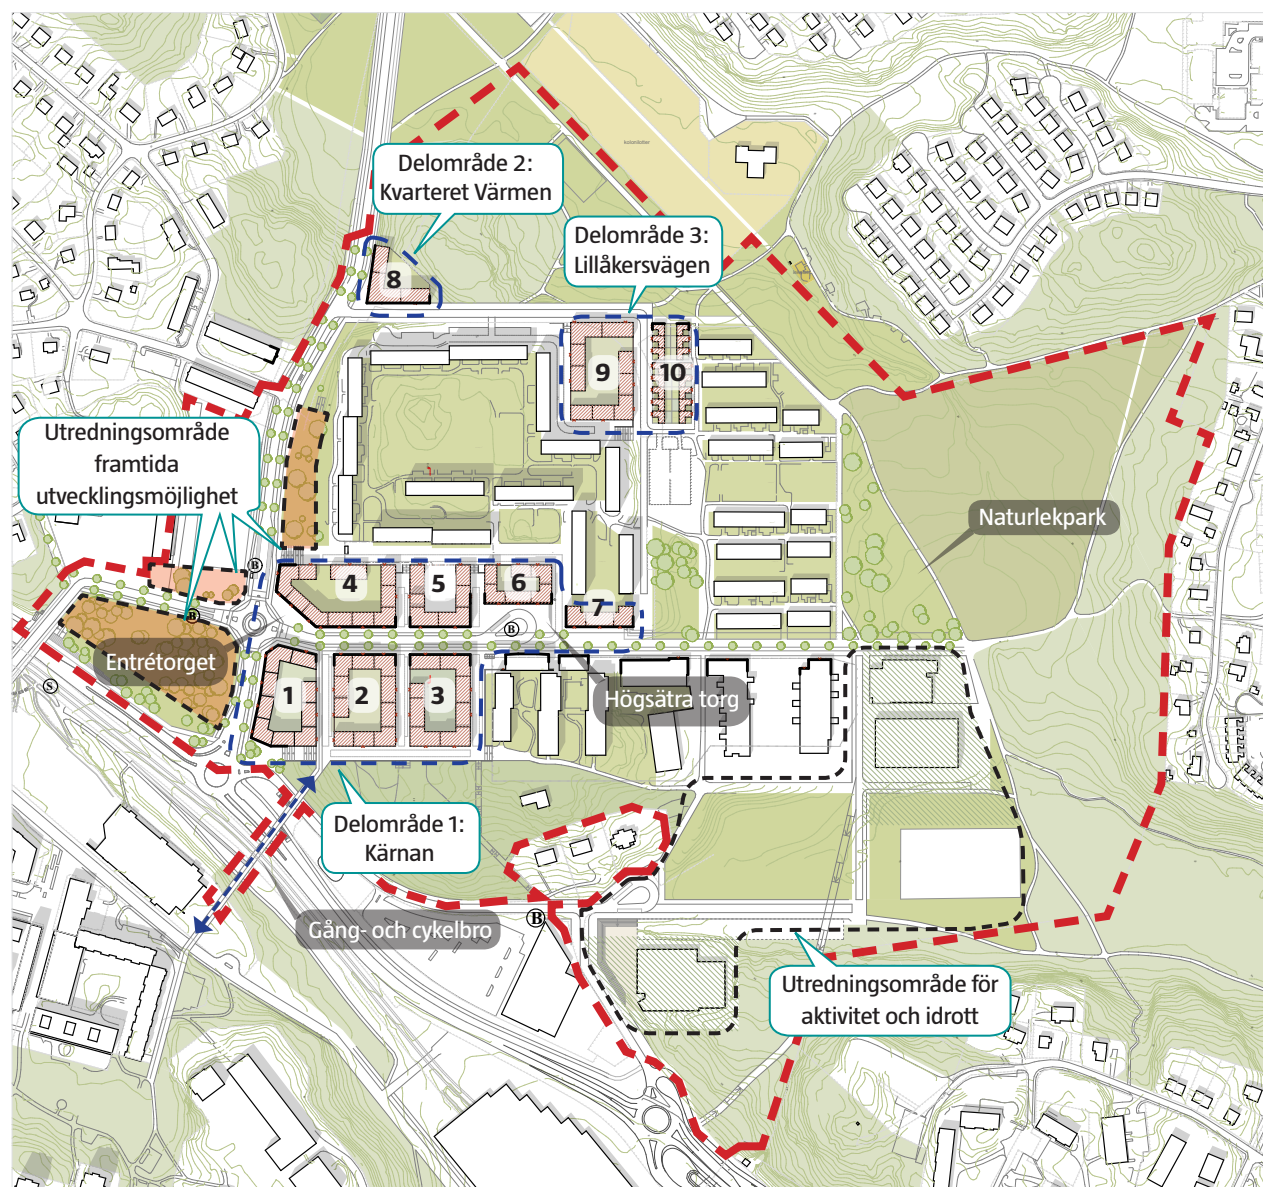 Delområde 2:
Kvarteret Värmen
Delområde 3:
Lillåkersvägen
8
9
10
Utredningsområde
framtida
utvecklingsmöjlighet
Naturlekpark
B
4
5
6
7
B
B
Entrétorget
S
1
2
3
Högsätra torg
Delområde 1:
Kärnan
Gång- och cykelbro
B
Utredningsområde för
aktivitet och idrott